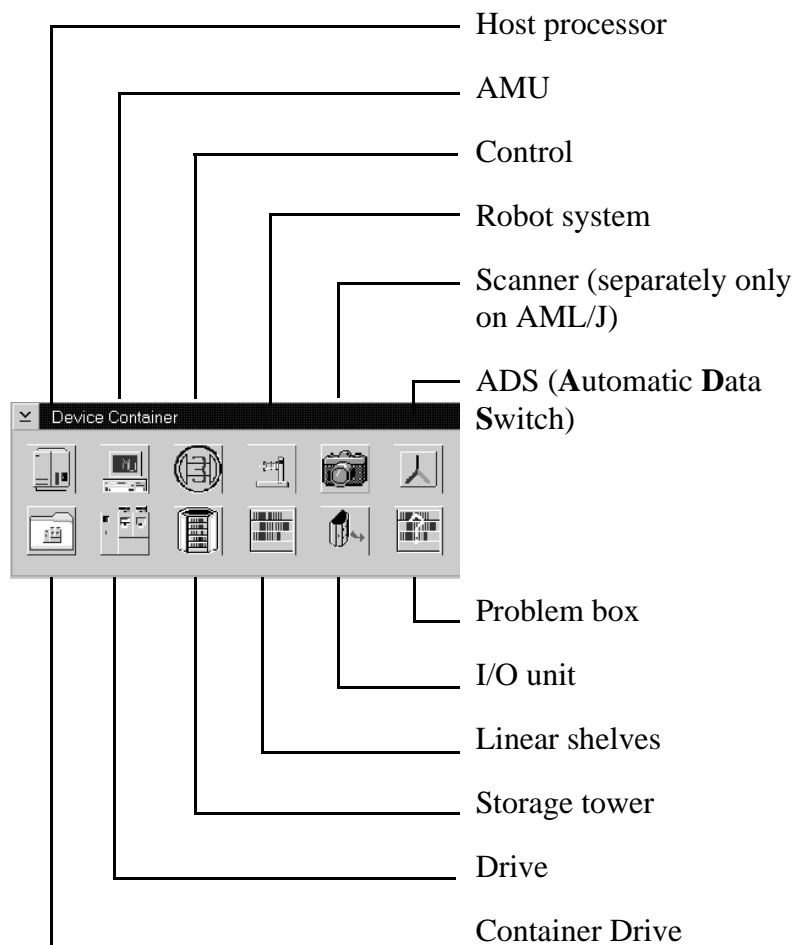 Host processor
AMU
Control
Robot system
Scanner (separately only
on AML/J)
ADS (Automatic Data
Switch)
Device Container
Problem box
I/O unit
Linear shelves
Storage tower
Drive
Container Drive